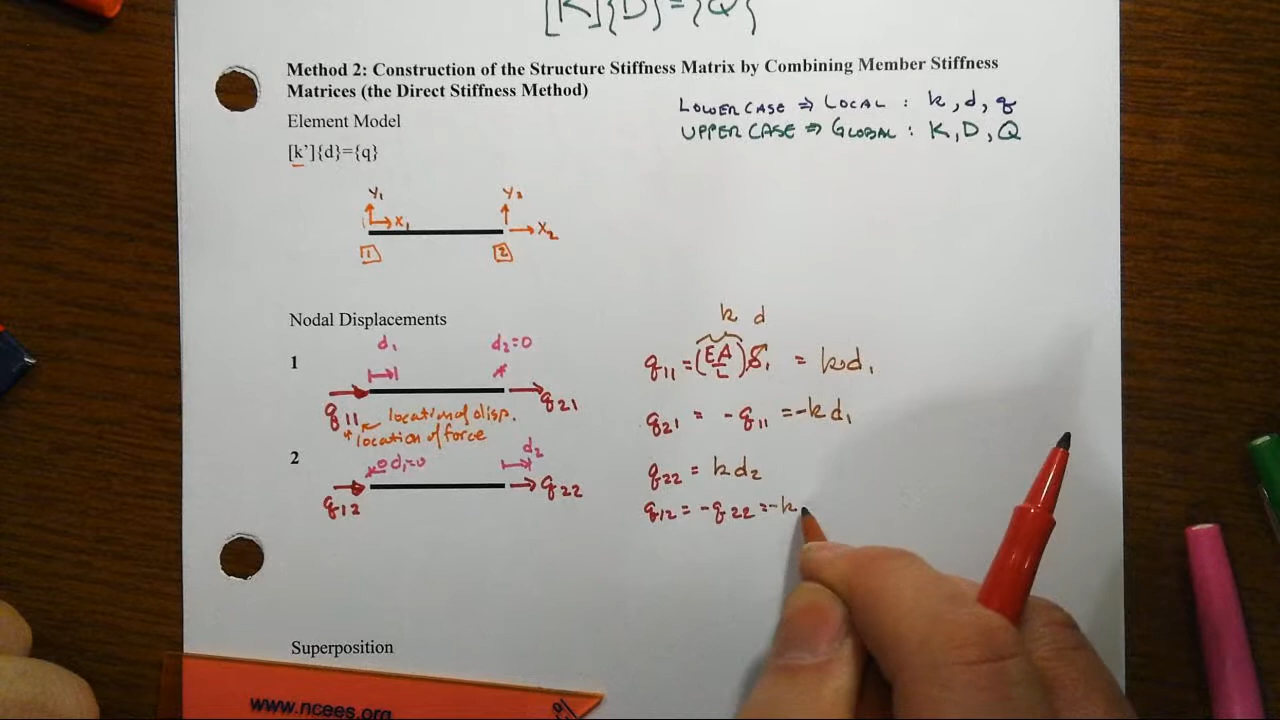 [K]{D}={Q}
Method 2: Construction of the Structure Stiffness Matrix by Combining Member Stiffness
Matrices (the Direct Stiffness Method)
LOWER CASE ⇒ LOCAL : k, d, q
UPPER CASE ⇒ GLOBAL : K, D, Q
Element Model
[k']{d}={q}
Y₁ Y₂
X₁ X₂
1 2
Nodal Displacements
k d
1
d₁ d₂=0
q₁₁ = (EA/L)δ₁ = kd₁
q₁₁ q₂₁
location of disp.
location of force
q₂₁ = -q₁₁ = -kd₁
2
d₁=0 d₂
q₁₂ q₂₂
q₂₂ = kd₂
q₁₂ = -q₂₂ = -k
Superposition
www.ncees.org